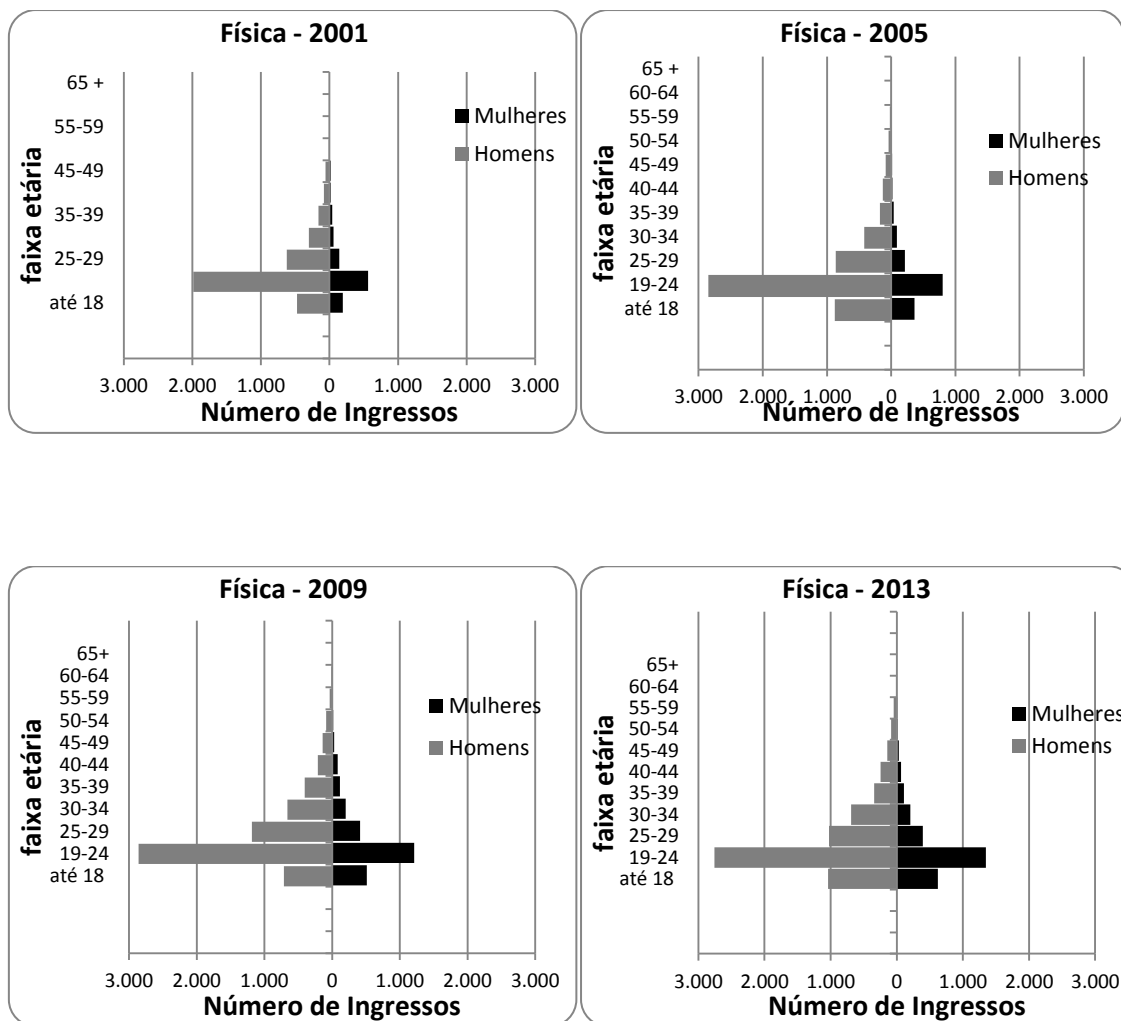 Física - 2001
65 +
55-59
45-49
35-39
25-29
até 18
faixa etária
Mulheres
Homens
3.000 2.000 1.000 0 1.000 2.000 3.000
Número de Ingressos
Física - 2005
65 +
60-64
55-59
50-54
45-49
40-44
35-39
30-34
25-29
19-24
até 18
faixa etária
Mulheres
Homens
3.000 2.000 1.000 0 1.000 2.000 3.000
Número de Ingressos
Física - 2009
65+
60-64
55-59
50-54
45-49
40-44
35-39
30-34
25-29
19-24
até 18
faixa etária
Mulheres
Homens
3.000 2.000 1.000 0 1.000 2.000 3.000
Número de Ingressos
Física - 2013
65+
60-64
55-59
50-54
45-49
40-44
35-39
30-34
25-29
19-24
até 18
faixa etária
Mulheres
Homens
3.000 2.000 1.000 0 1.000 2.000 3.000
Número de Ingressos